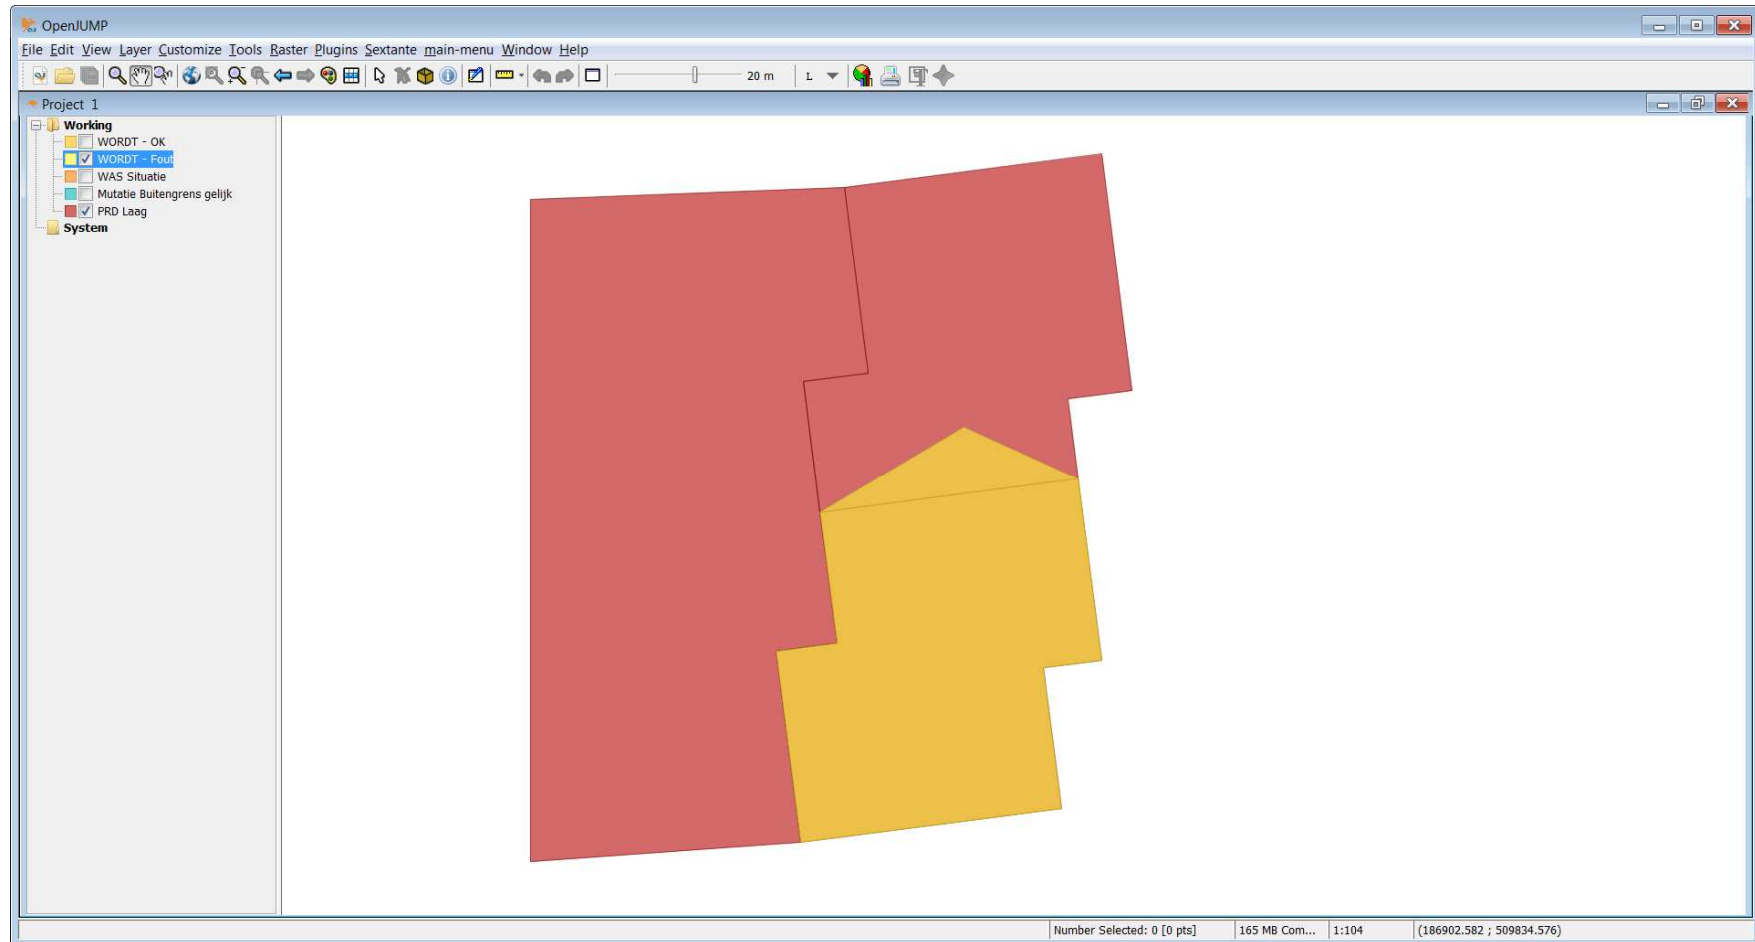 OpenJUMP
File Edit View Layer Customize Tools Raster Plugins Sextante main-menu Window Help
20 m L
Project 1
Working
WORDT - OK
WORDT - Fout
WAS Situatie
Mutatie Buitengrens gelijk
PRD Laag
System
Number Selected: 0 [0 pts] 165 MB Com... 1:104 (186902.582 ; 509834.576)